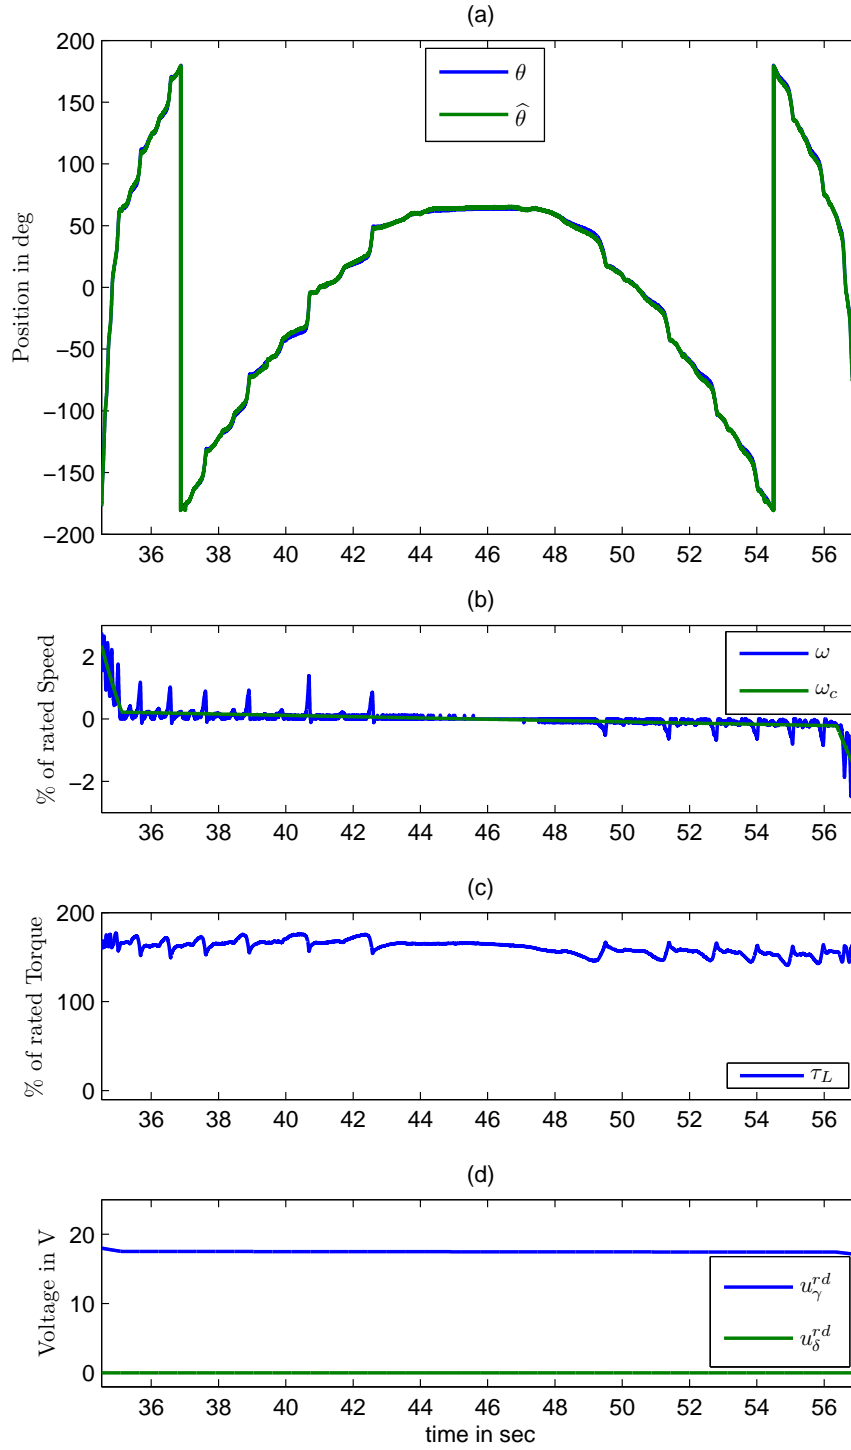 (a)
200
150
100
50
0
−50
−100
−150
−200
Position in deg
θ
θ̂
36 38 40 42 44 46 48 50 52 54 56
(b)
2
0
−2
% of rated Speed
ω
ω_c
36 38 40 42 44 46 48 50 52 54 56
(c)
200
100
0
% of rated Torque
τ_L
36 38 40 42 44 46 48 50 52 54 56
(d)
20
10
0
Voltage in V
u_γ^{rd}
u_δ^{rd}
36 38 40 42 44 46 48 50 52 54 56
time in sec